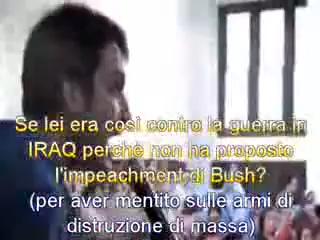 Se lei era così contro la guerra in
IRAQ perchè non ha proposto
l'impeachment di Bush?
(per aver mentito sulle armi di
distruzione di massa)